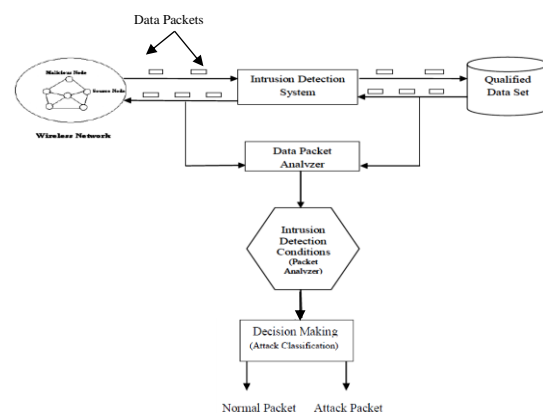 Data Packets
Malicious Node
Sensor Node
Wireless Network
Intrusion Detection
System
Qualified
Data Set
Data Packet
Analyzer
Intrusion
Detection
Conditions
(Packet
Analyzer)
Decision Making
(Attack Classification)
Normal Packet
Attack Packet